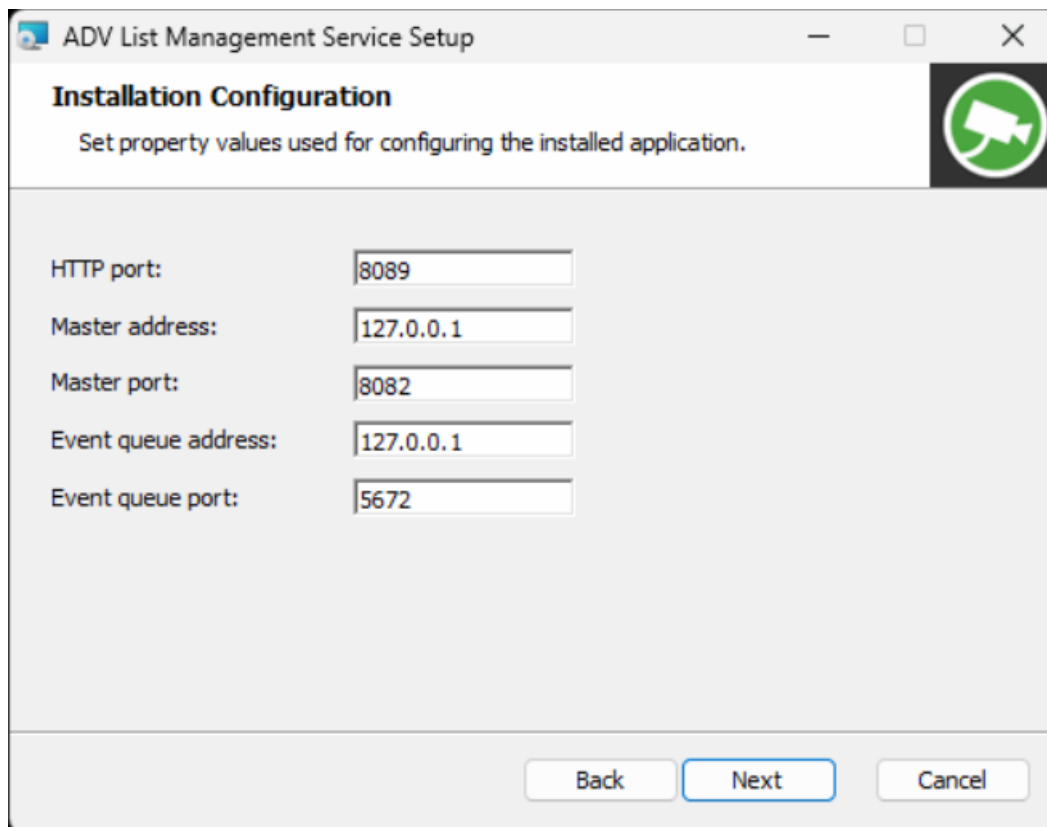 ADV List Management Service Setup
Installation Configuration
Set property values used for configuring the installed application.
HTTP port: 8089
Master address: 127.0.0.1
Master port: 8082
Event queue address: 127.0.0.1
Event queue port: 5672
Back Next Cancel